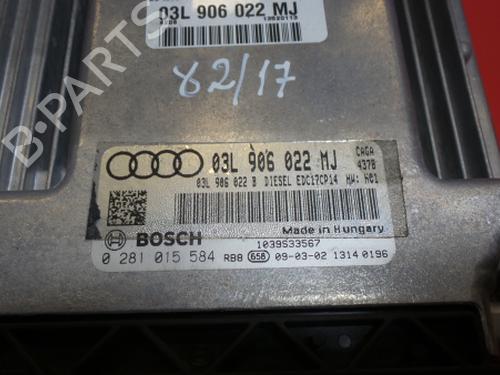 03L 906 022 MJ
82/17
03L 906 022 MJ
CAGA
4378
03L 906 022 B DIESEL EDC17CP14 HW: H01
Made in Hungary
BOSCH
1039S33567
0 281 015 584 RB8 658 09-03-02 1314 0196
B-PARTS